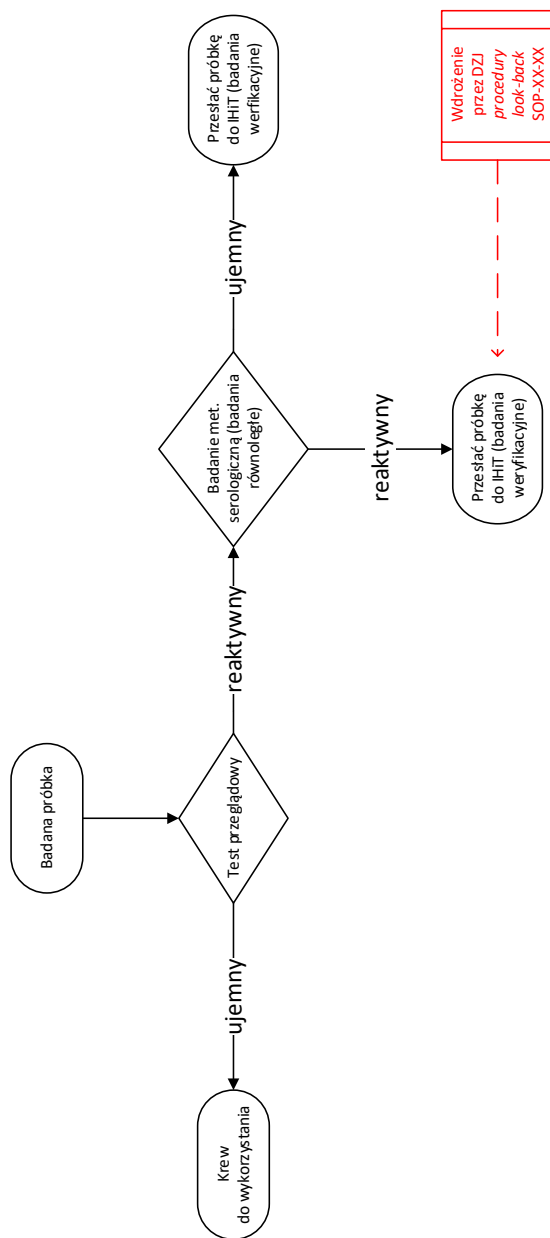 Badana próbka
Test przeglądowy
ujemny
Krew
do wykorzystania
reaktywny
Badanie met.
serologiczną (badania
równoległe)
ujemny
Przesłać próbkę
do IHiT (badania
werfikacyjne)
reaktywny
Przesłać próbkę
do IHiT (badania
weryfikacyjne)
Wdrożenie
przez DZJ
procedury
look-back
SOP-XX-XX